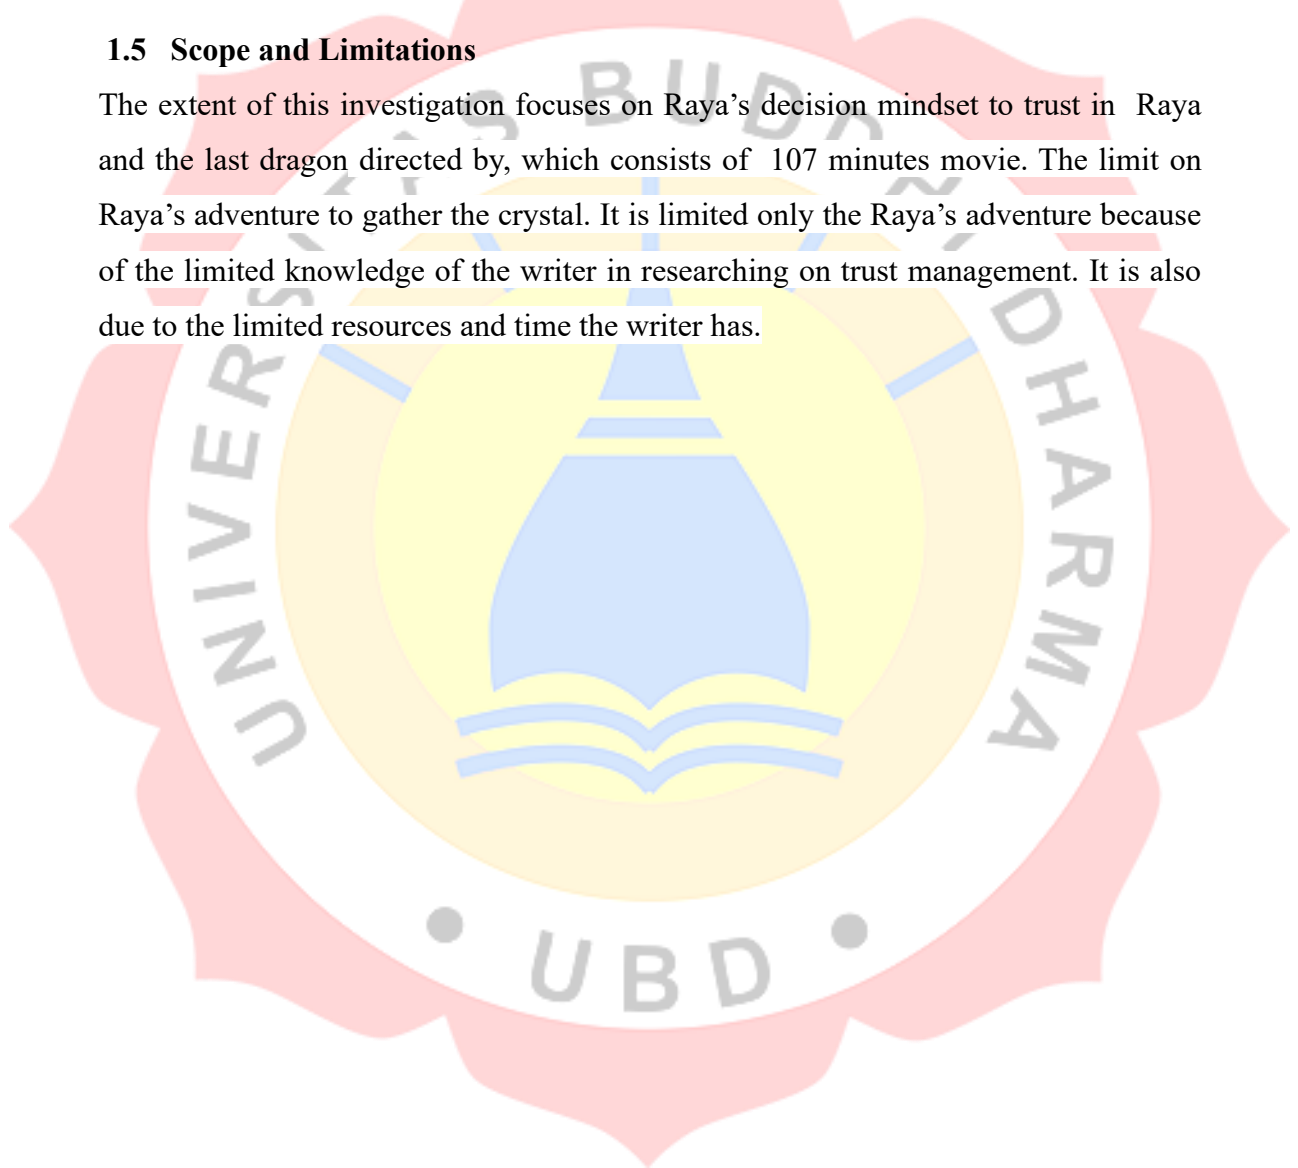 1.5 Scope and Limitations
The extent of this investigation focuses on Raya’s decision mindset to trust in Raya
and the last dragon directed by, which consists of 107 minutes movie. The limit on
Raya’s adventure to gather the crystal. It is limited only the Raya’s adventure because
of the limited knowledge of the writer in researching on trust management. It is also
due to the limited resources and time the writer has.
UBD